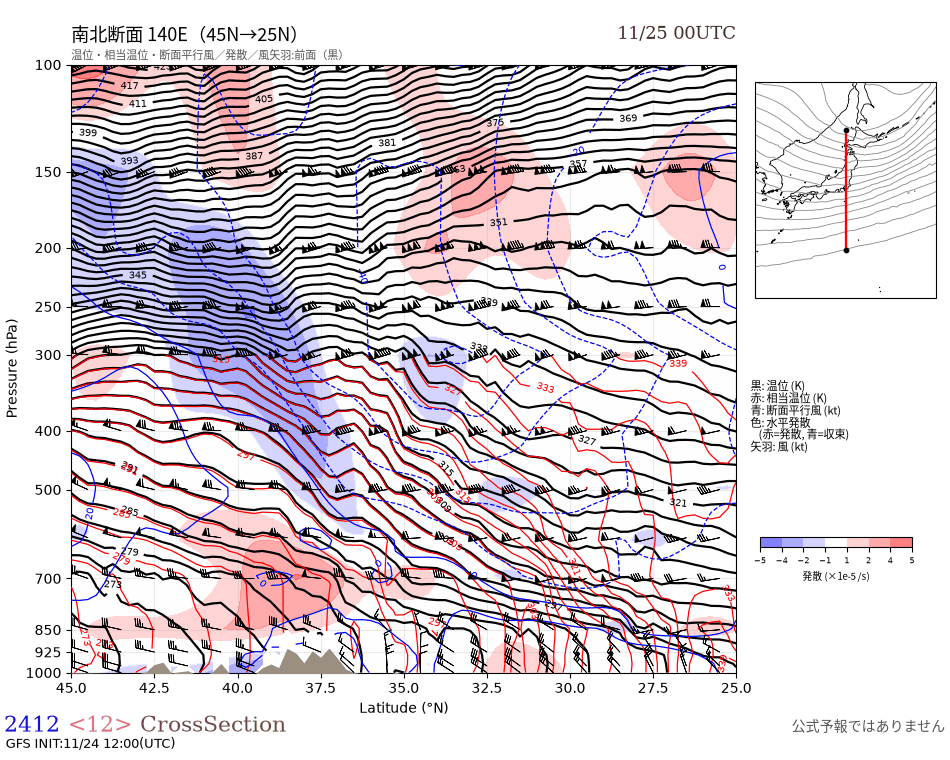 南北断面 140E（45N→25N）
11/25 00UTC
温位・相当温位・断面平行風／発散／風矢羽:前面（黒）
100
417
411
405
399
393
387
381
375
369
363
357
351
345
339
333
327
321
315
309
20
0
150
200
250
300
400
500
700
850
925
1000
Pressure (hPa)
315
339
333
327
297
291
285
279
273
45.0 42.5 40.0 37.5 35.0 32.5 30.0 27.5 25.0
Latitude (°N)
黒: 温位 (K)
赤: 相当温位 (K)
青: 断面平行風 (kt)
色: 水平発散
(赤=発散, 青=収束)
矢羽: 風 (kt)
−5 −4 −2 −1 1 2 4 5
発散 (×1e-5 /s)
2412 <12> CrossSection
公式予報ではありません
GFS INIT:11/24 12:00(UTC)